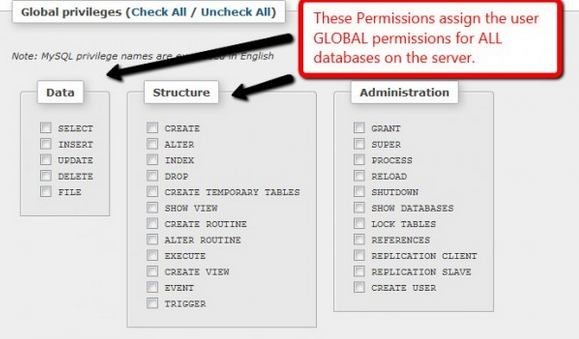 Global privileges (Check All / Uncheck All)
These Permissions assign the user
GLOBAL permissions for ALL
databases on the server.
Note: MySQL privilege names are in English
Data
SELECT
INSERT
UPDATE
DELETE
FILE
Structure
CREATE
ALTER
INDEX
DROP
CREATE TEMPORARY TABLES
SHOW VIEW
CREATE ROUTINE
ALTER ROUTINE
EXECUTE
CREATE VIEW
EVENT
TRIGGER
Administration
GRANT
SUPER
PROCESS
RELOAD
SHUTDOWN
SHOW DATABASES
LOCK TABLES
REFERENCES
REPLICATION CLIENT
REPLICATION SLAVE
CREATE USER